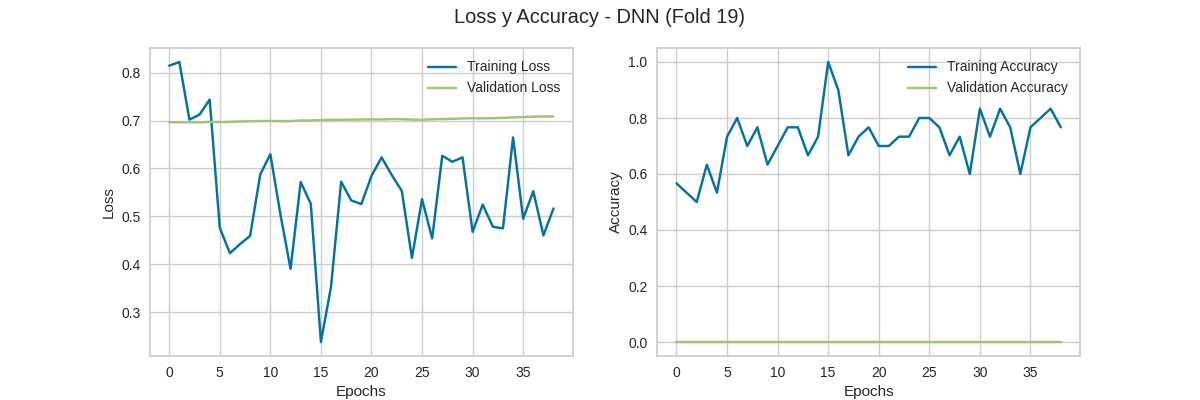 Loss y Accuracy - DNN (Fold 19)
Training Loss
Validation Loss
0.8
0.7
0.6
0.5
0.4
0.3
Loss
0 5 10 15 20 25 30 35
Epochs
Training Accuracy
Validation Accuracy
1.0
0.8
0.6
0.4
0.2
0.0
Accuracy
0 5 10 15 20 25 30 35
Epochs